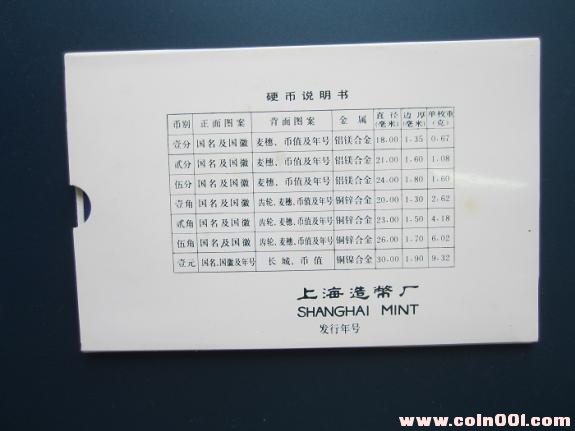 硬币说明书
币别 正面图案 背面图案 金属 直径(毫米) 边厚(毫米) 单枚重(克)
壹分 国名及国徽 麦穗、币值及年号 铝镁合金 18.00 1.35 0.67
贰分 国名及国徽 麦穗、币值及年号 铝镁合金 21.00 1.60 1.08
伍分 国名及国徽 麦穗、币值及年号 铝镁合金 24.00 1.80 1.60
壹角 国名及国徽 齿轮、麦穗、币值及年号 铜锌合金 20.00 1.30 2.62
贰角 国名及国徽 齿轮、麦穗、币值及年号 铜锌合金 23.00 1.50 4.18
伍角 国名及国徽 齿轮、麦穗、币值及年号 铜锌合金 26.00 1.70 6.02
壹元 国名、国徽及年号 长城、币值 铜镍合金 30.00 1.90 9.32
上海造幣厂
SHANGHAI MINT
发行年号
www.coin001.com